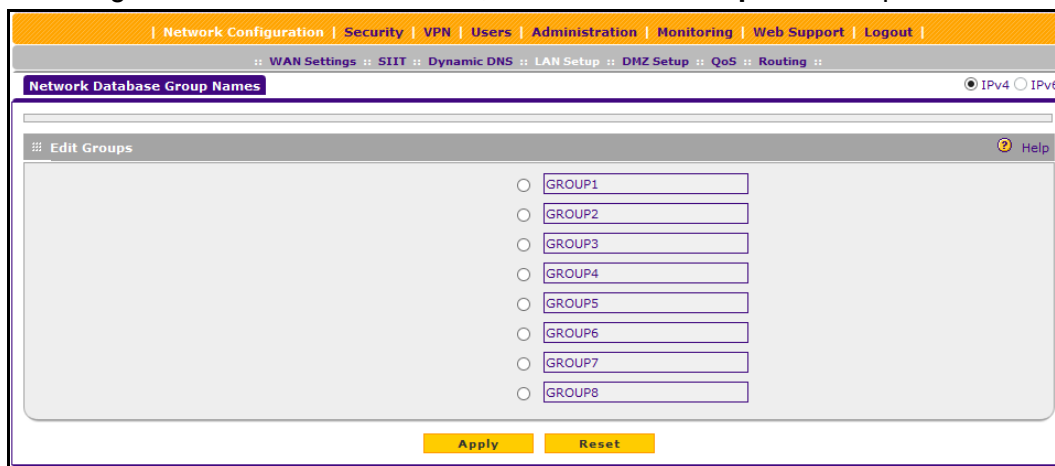 | Network Configuration | Security | VPN | Users | Administration | Monitoring | Web Support | Logout |
:: WAN Settings :: SIIT :: Dynamic DNS :: LAN Setup :: DMZ Setup :: QoS :: Routing ::
Network Database Group Names IPv4 IPv6
Edit Groups Help
GROUP1
GROUP2
GROUP3
GROUP4
GROUP5
GROUP6
GROUP7
GROUP8
Apply Reset